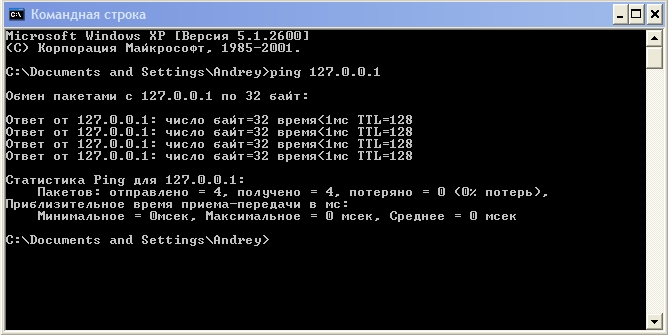 Командная строка
Microsoft Windows XP [Версия 5.1.2600]
(С) Корпорация Майкрософт, 1985-2001.
C:\Documents and Settings\Andrey>ping 127.0.0.1
Обмен пакетами с 127.0.0.1 по 32 байт:
Ответ от 127.0.0.1: число байт=32 время<1мс TTL=128
Ответ от 127.0.0.1: число байт=32 время<1мс TTL=128
Ответ от 127.0.0.1: число байт=32 время<1мс TTL=128
Ответ от 127.0.0.1: число байт=32 время<1мс TTL=128
Статистика Ping для 127.0.0.1:
Пакетов: отправлено = 4, получено = 4, потеряно = 0 (0% потерь),
Приблизительное время приема-передачи в мс:
Минимальное = 0мсек, Максимальное = 0 мсек, Среднее = 0 мсек
C:\Documents and Settings\Andrey>